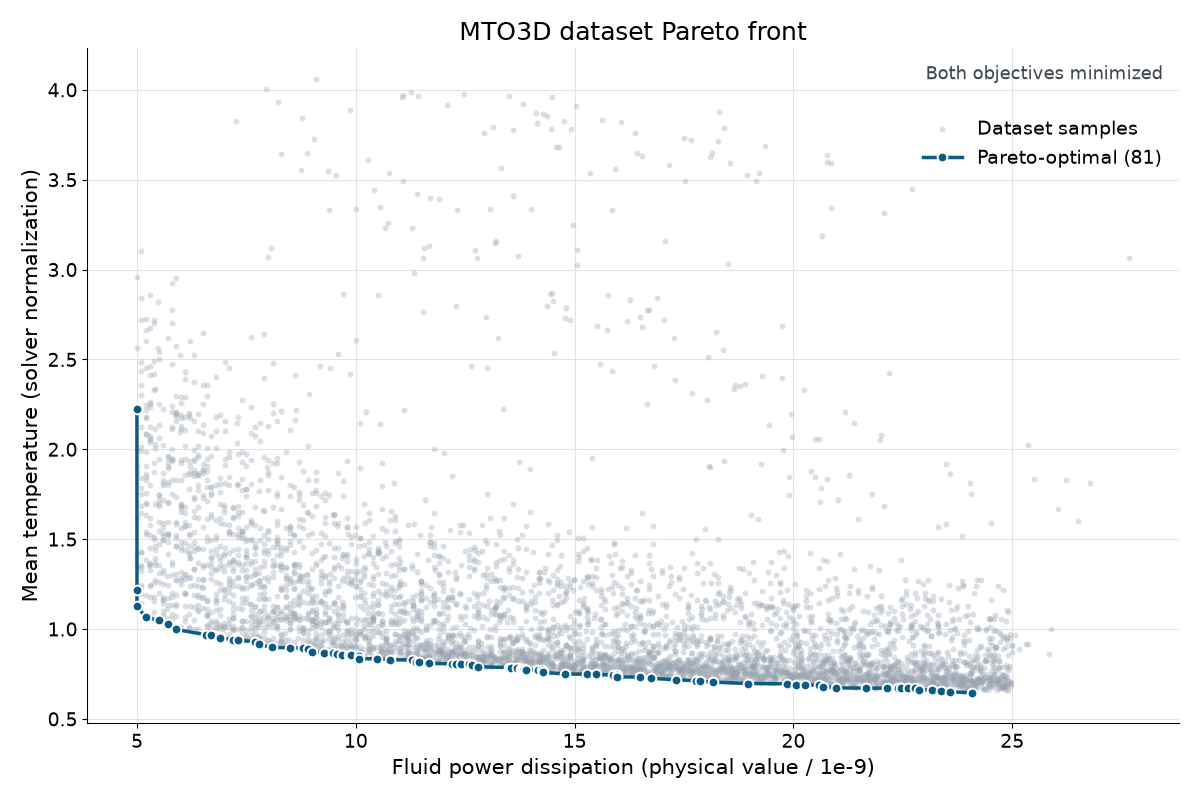 MTO3D dataset Pareto front
Both objectives minimized
Dataset samples
Pareto-optimal (81)
Mean temperature (solver normalization)
4.0
3.5
3.0
2.5
2.0
1.5
1.0
0.5
5 10 15 20 25
Fluid power dissipation (physical value / 1e-9)